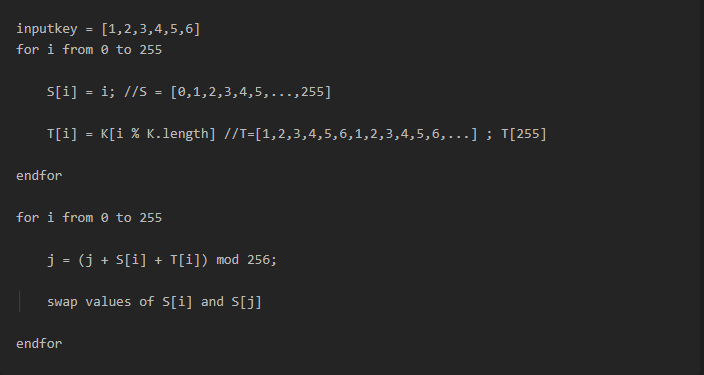 inputkey = [1,2,3,4,5,6]
for i from 0 to 255
S[i] = i; //S = [0,1,2,3,4,5,...,255]
T[i] = K[i % K.length] //T=[1,2,3,4,5,6,1,2,3,4,5,6,...] ; T[255]
endfor
for i from 0 to 255
j = (j + S[i] + T[i]) mod 256;
swap values of S[i] and S[j]
endfor